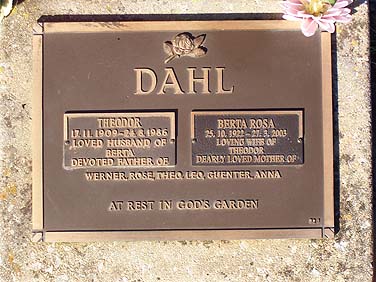 DAHL
THEODOR
17.11.1909-24.8.1986
LOVED HUSBAND OF
BERTA
DEVOTED FATHER OF
BERTA ROSA
25.10.1922-27.3.2003
LOVING WIFE OF
THEODOR
DEARLY LOVED MOTHER OF
WERNER, ROSE, THEO, LEO, GUENTER, ANNA
AT REST IN GOD'S GARDEN